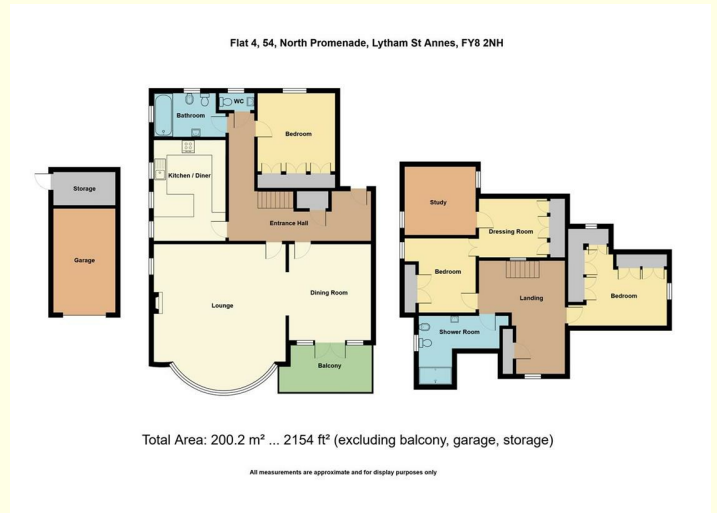 Flat 4, 54, North Promenade, Lytham St Annes, FY8 2NH
WC
Bathroom
Bedroom
Kitchen / Diner
Storage
Study
Entrance Hall
Dressing Room
Garage
Bedroom
Lounge
Dining Room
Landing
Bedroom
Shower Room
Balcony
Total Area: 200.2 m² ... 2154 ft² (excluding balcony, garage, storage)
All measurements are approximate and for display purposes only